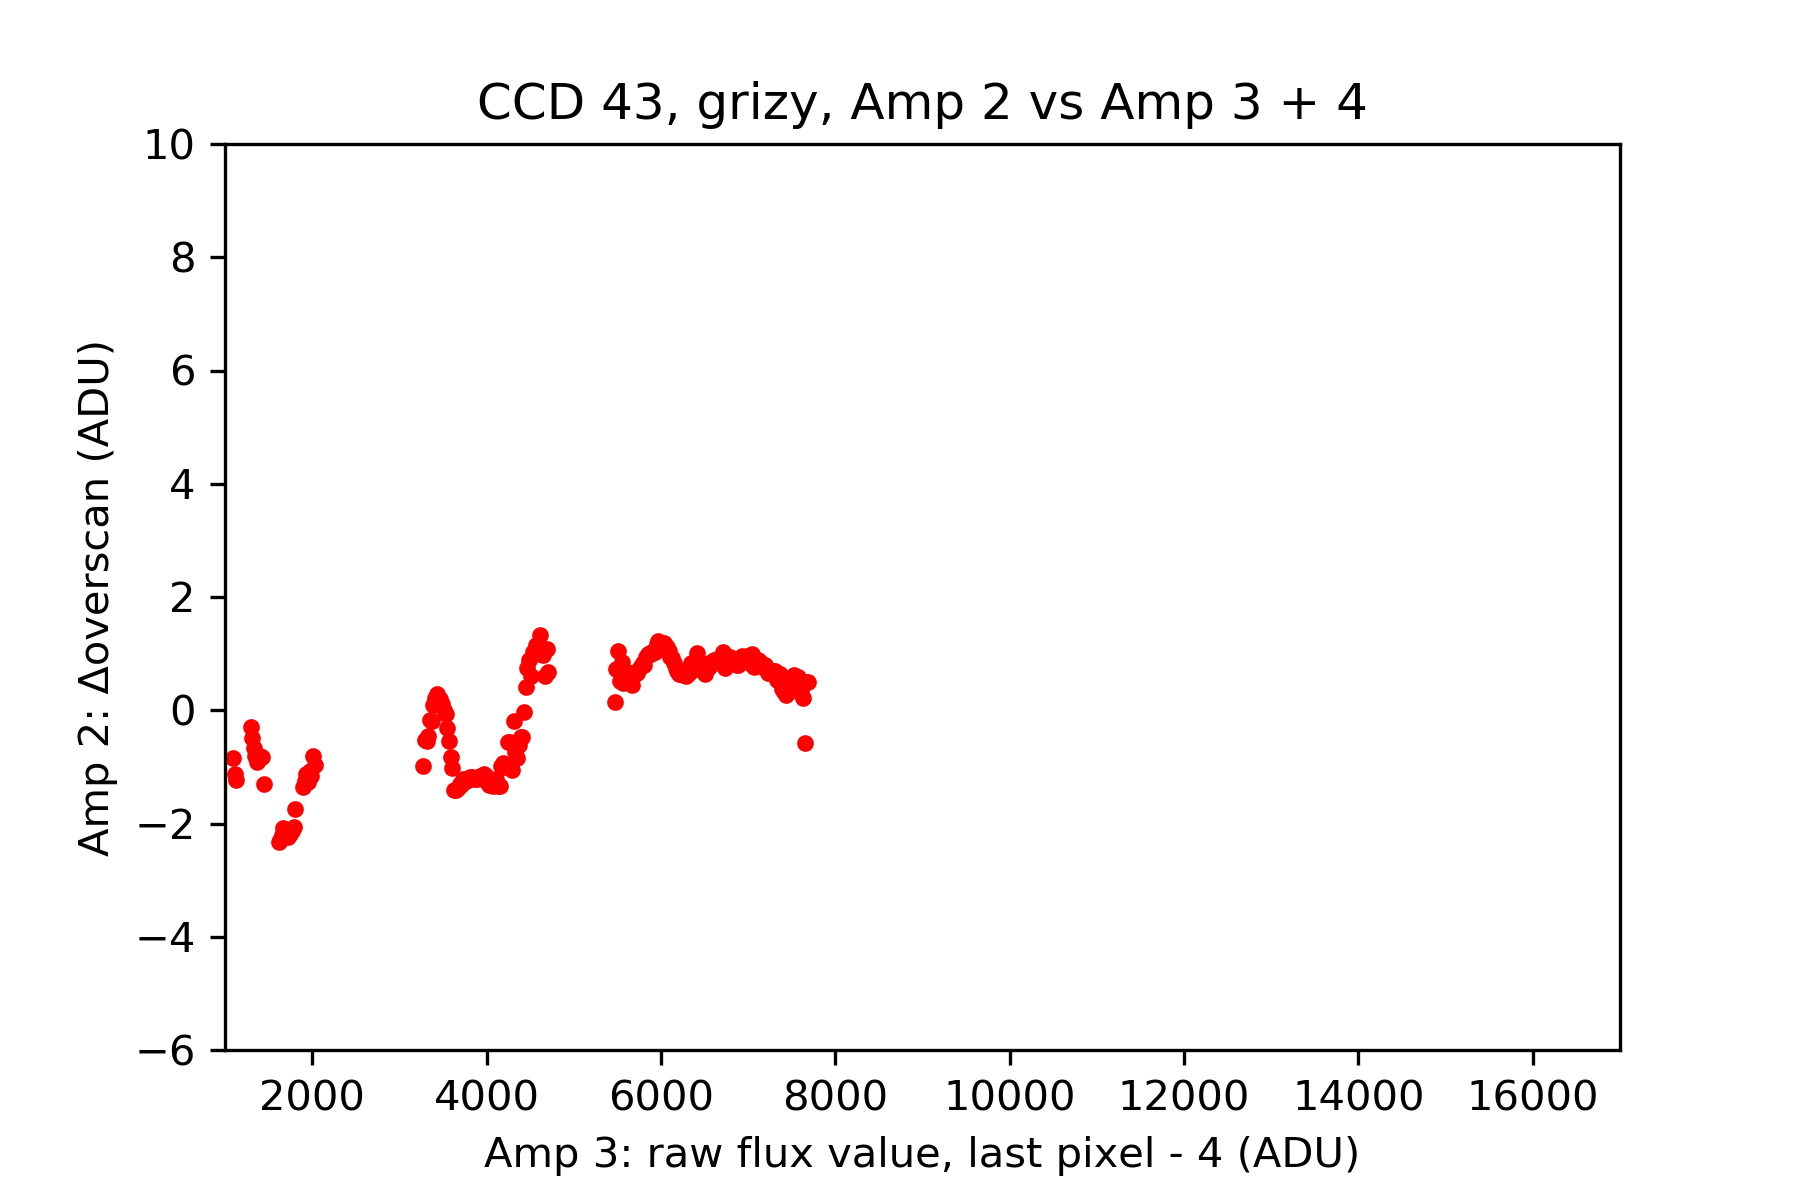 CCD 43, grizy, Amp 2 vs Amp 3 + 4
10
8
6
4
2
0
−2
−4
−6
Amp 2: Δoverscan (ADU)
2000 4000 6000 8000 10000 12000 14000 16000
Amp 3: raw flux value, last pixel - 4 (ADU)